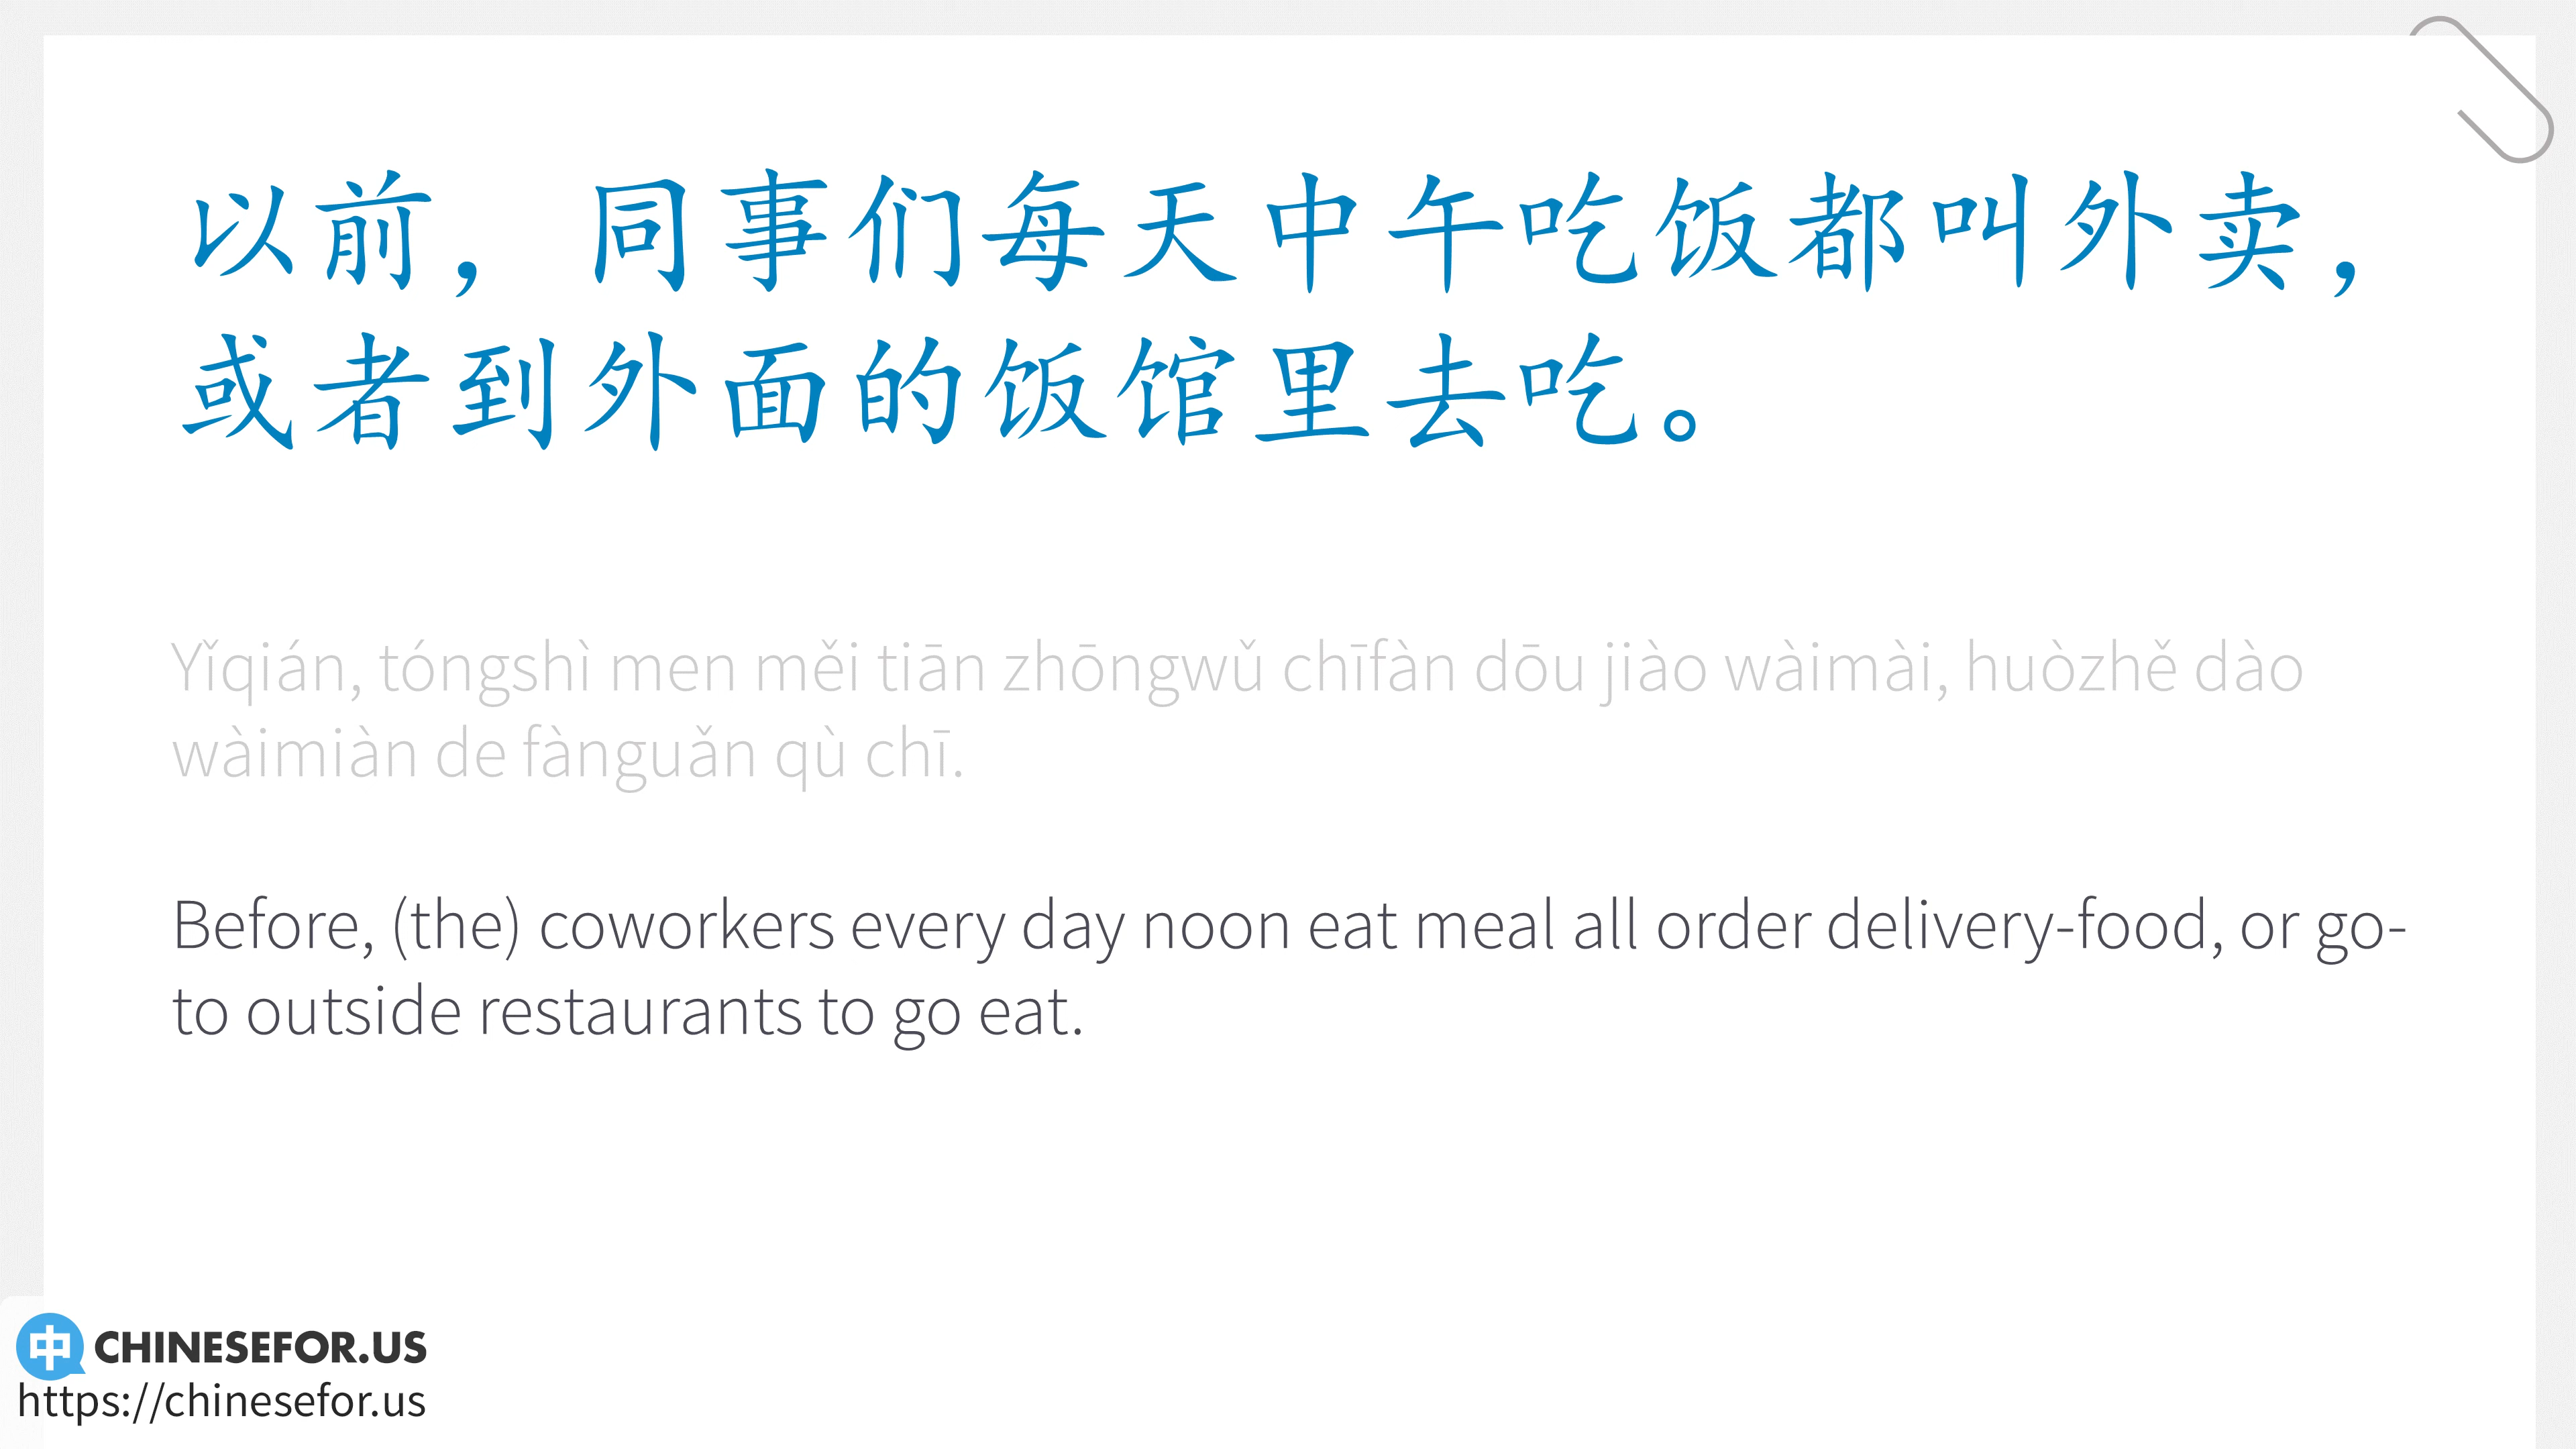 以前，同事们每天中午吃饭都叫外卖，
或者到外面的饭馆里去吃。
Yǐqián, tóngshì men měi tiān zhōngwǔ chīfàn dōu jiào wàimài, huòzhě dào
wàimiàn de fànguǎn qù chī.
Before, (the) coworkers every day noon eat meal all order delivery-food, or go-
to outside restaurants to go eat.
中 CHINESEFOR.US
https://chinesefor.us